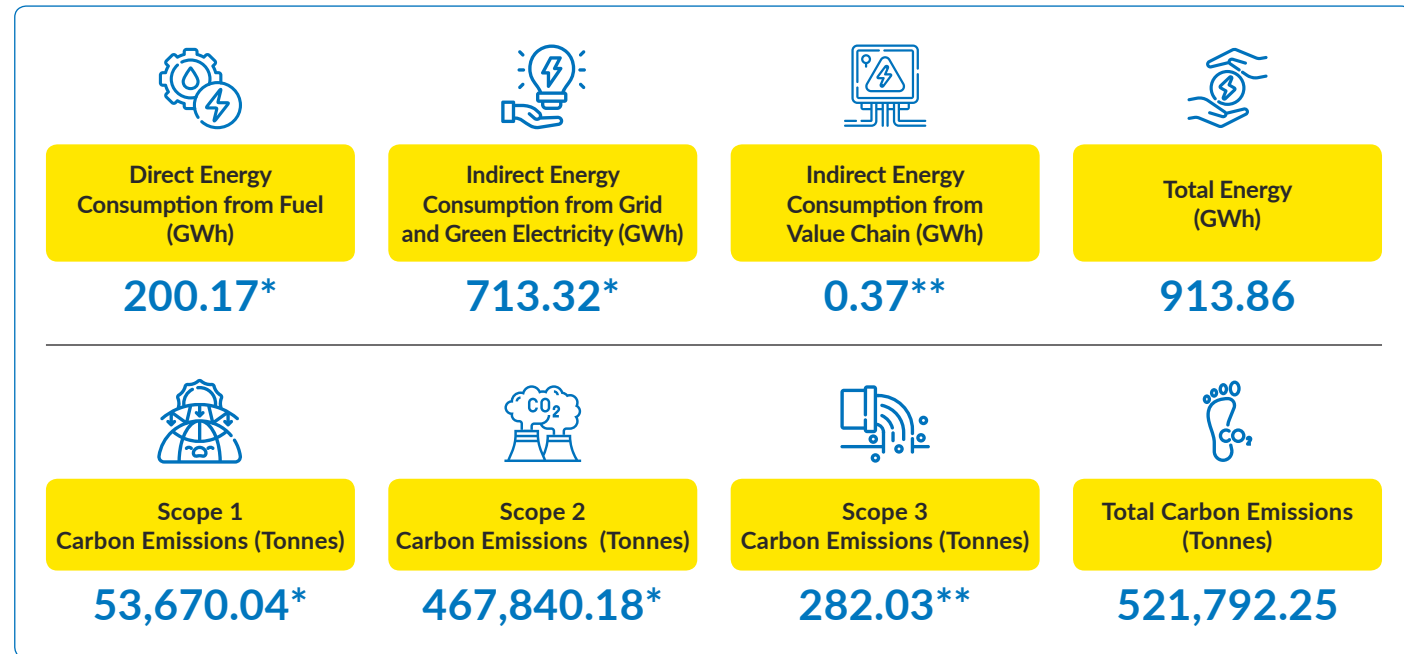 Direct Energy
Consumption from Fuel
(GWh)
200.17*
Indirect Energy
Consumption from Grid
and Green Electricity (GWh)
713.32*
Indirect Energy
Consumption from
Value Chain (GWh)
0.37**
Total Energy
(GWh)
913.86
Scope 1
Carbon Emissions (Tonnes)
53,670.04*
CO2
Scope 2
Carbon Emissions (Tonnes)
467,840.18*
Scope 3
Carbon Emissions (Tonnes)
282.03**
CO2
Total Carbon Emissions
(Tonnes)
521,792.25